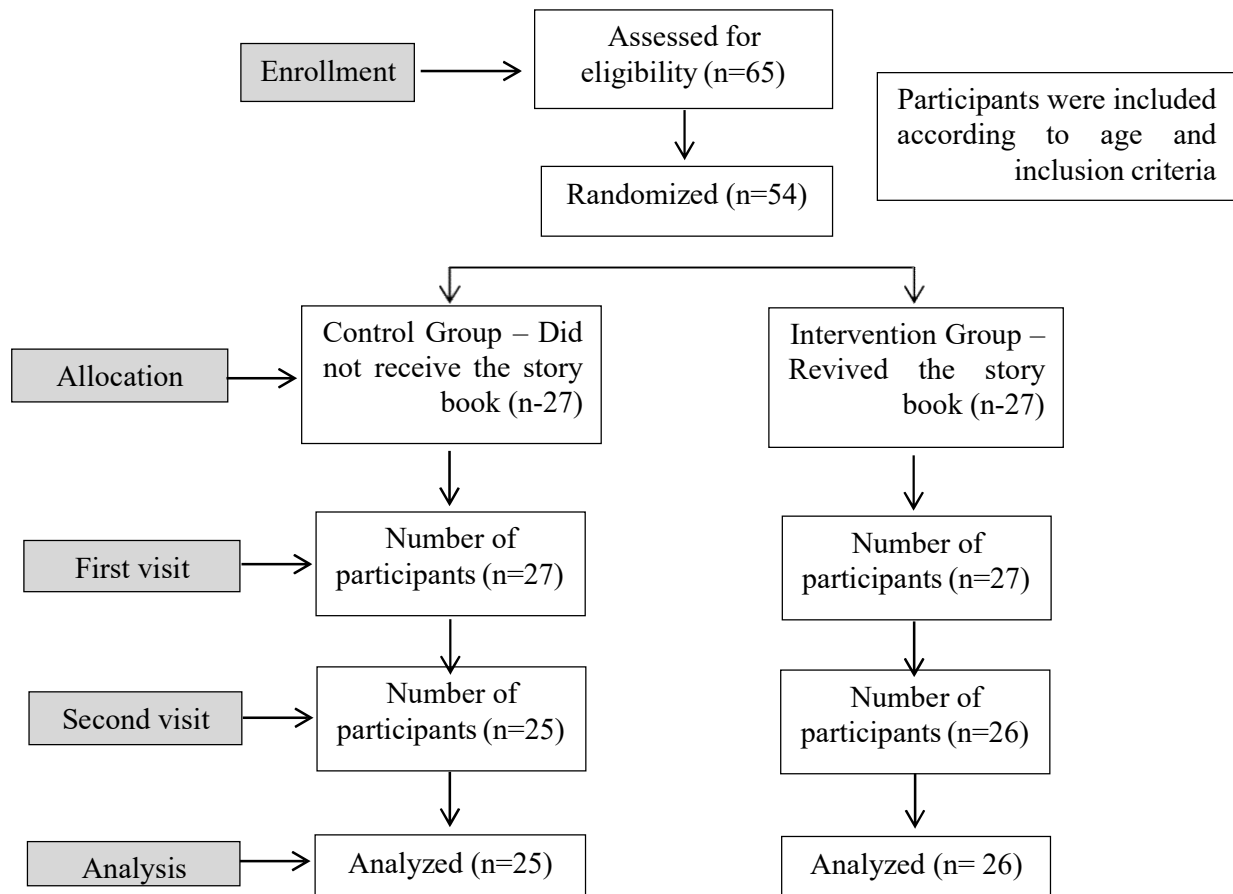 Assessed for
eligibility (n=65)
Enrollment
Participants were included
according to age and
inclusion criteria
Randomized (n=54)
Control Group – Did
not receive the story
book (n-27)
Intervention Group –
Revived the story
book (n-27)
Allocation
Number of
participants (n=27)
Number of
participants (n=27)
First visit
Number of
participants (n=25)
Number of
participants (n=26)
Second visit
Analyzed (n=25)
Analyzed (n= 26)
Analysis